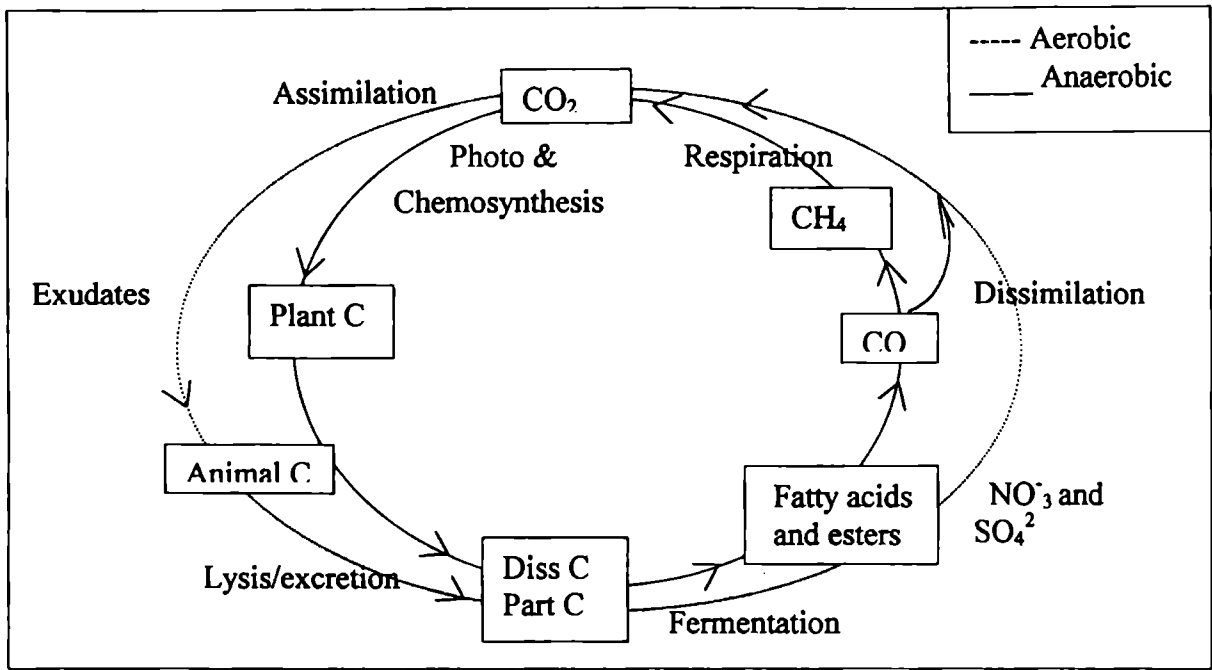 ----- Aerobic
___ Anaerobic
Assimilation
CO₂
Photo &
Chemosynthesis
Respiration
CH₄
Exudates
Plant C
Dissimilation
CO
Animal C
Fatty acids
and esters
NO⁻₃ and
SO₄²
Lysis/excretion
Diss C
Part C
Fermentation